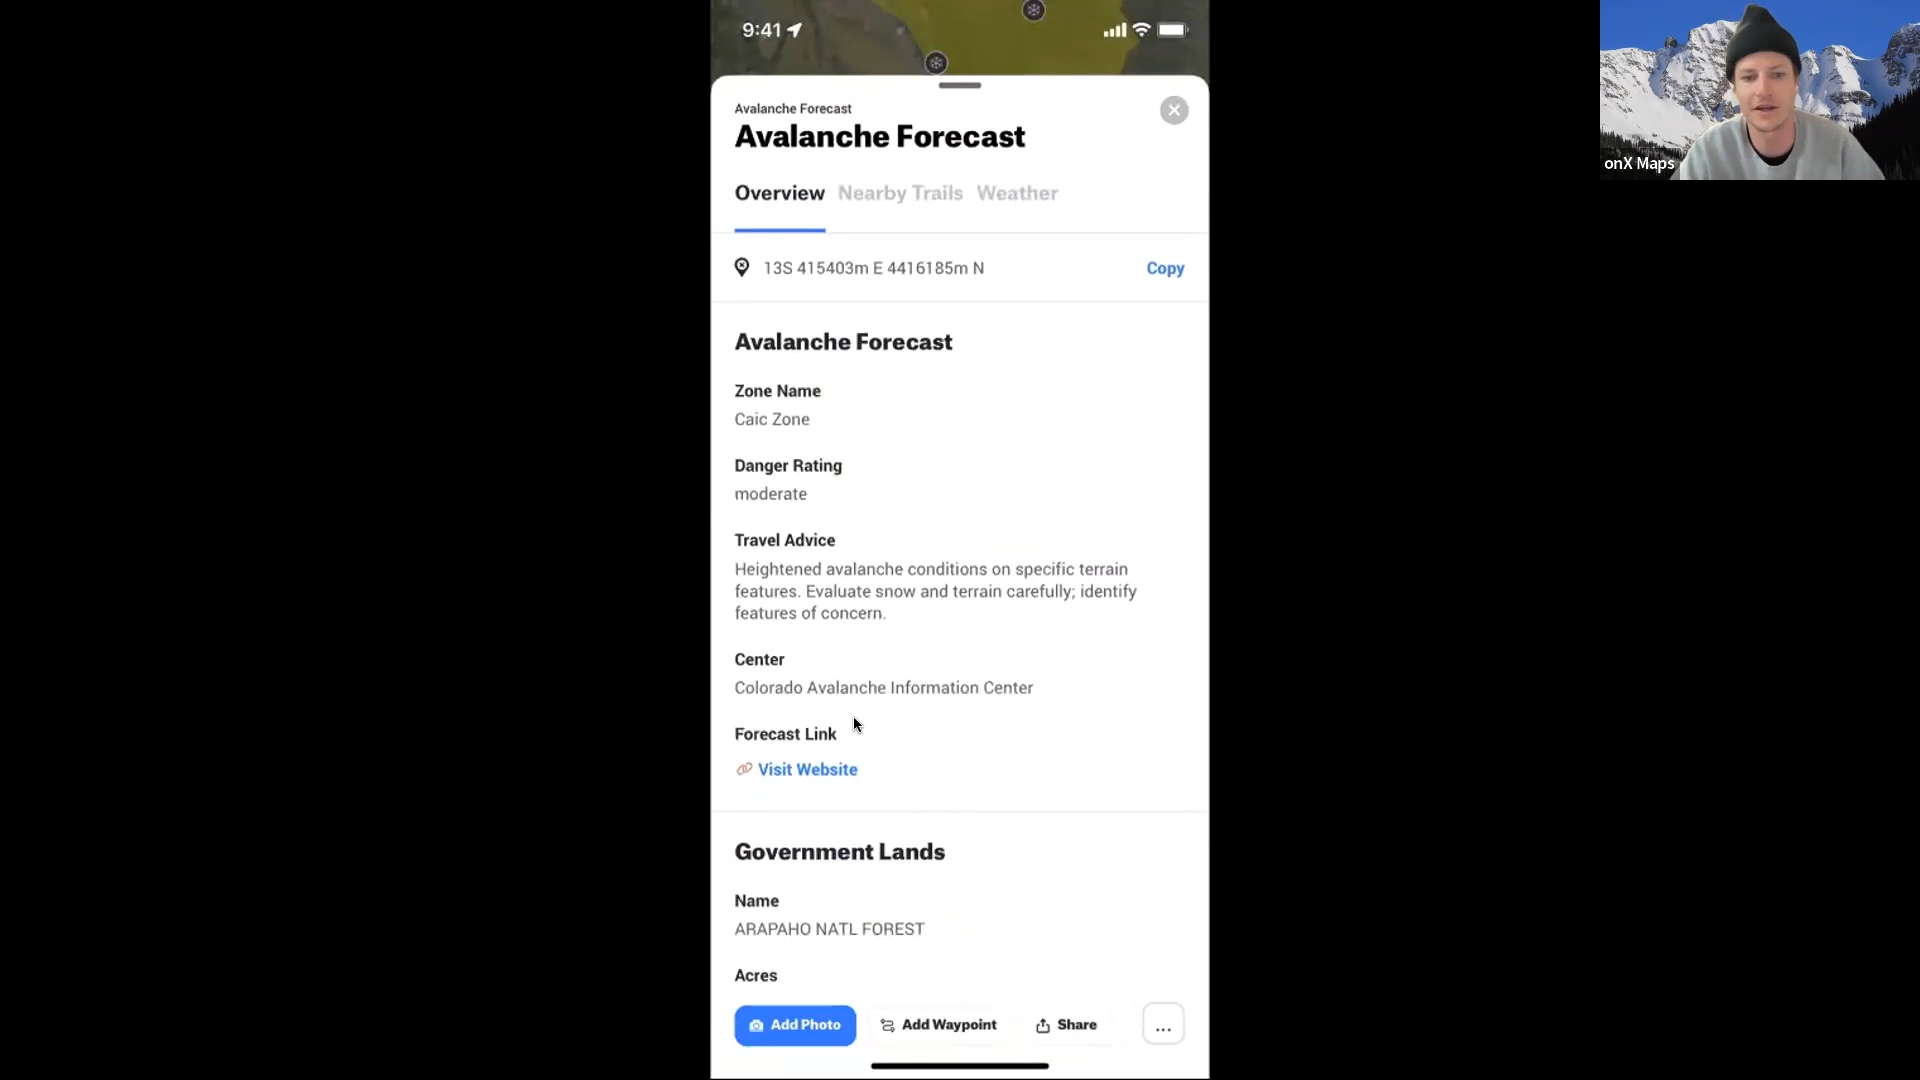 9:41
onX Maps
Avalanche Forecast
Avalanche Forecast
Overview Nearby Trails Weather
13S 415403m E 4416185m N Copy
Avalanche Forecast
Zone Name
Caic Zone
Danger Rating
moderate
Travel Advice
Heightened avalanche conditions on specific terrain
features. Evaluate snow and terrain carefully; identify
features of concern.
Center
Colorado Avalanche Information Center
Forecast Link
Visit Website
Government Lands
Name
ARAPAHO NATL FOREST
Acres
Add Photo Add Waypoint Share ...